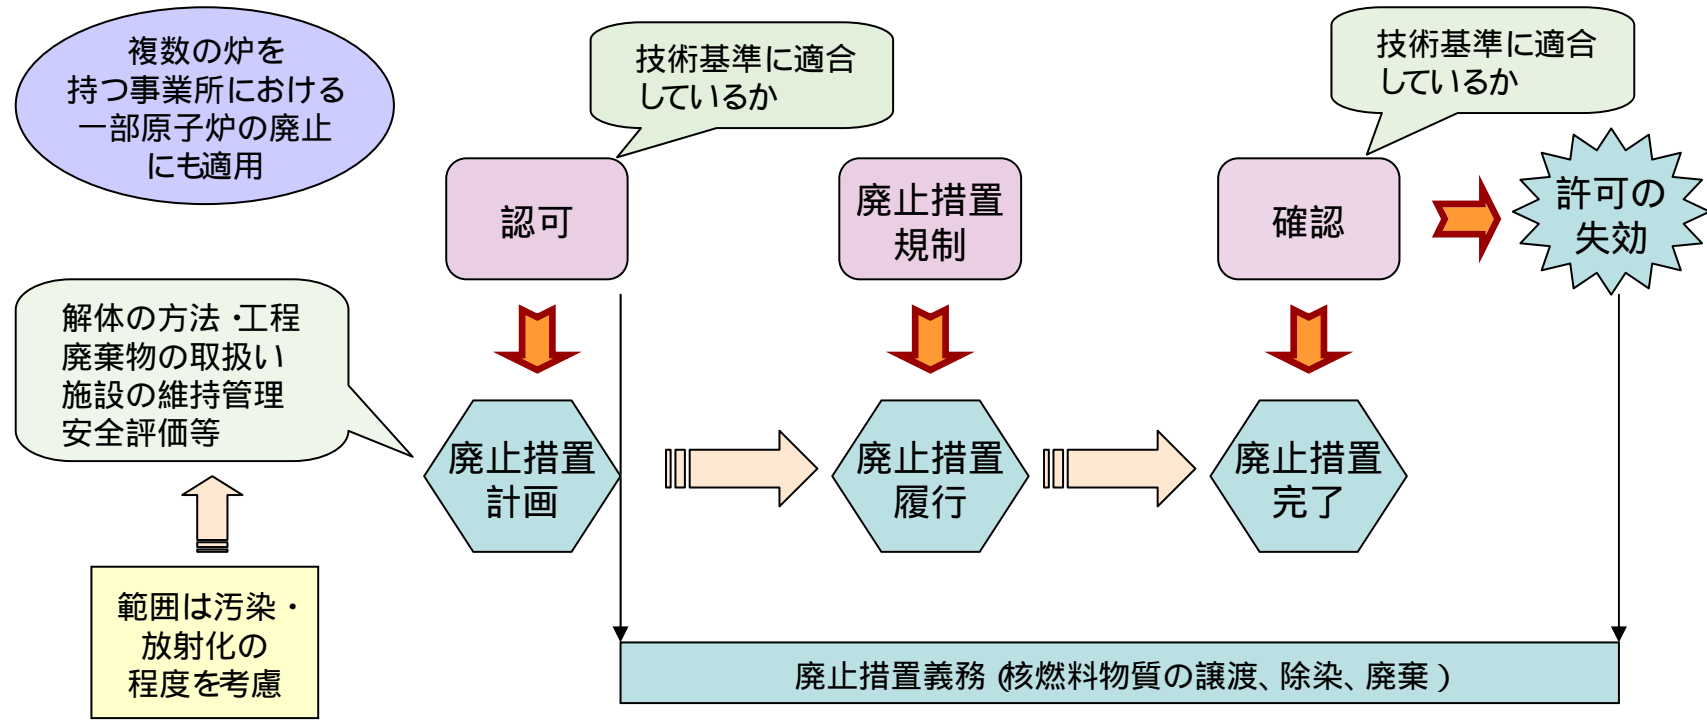 複数の炉を
持つ事業所における
一部原子炉の廃止
にも適用
技術基準に適合
しているか
技術基準に適合
しているか
認可
廃止措置
規制
確認
許可の
失効
解体の方法・工程
廃棄物の取扱い
施設の維持管理
安全評価等
廃止措置
計画
廃止措置
履行
廃止措置
完了
範囲は汚染・
放射化の
程度を考慮
廃止措置義務(核燃料物質の譲渡、除染、廃棄)